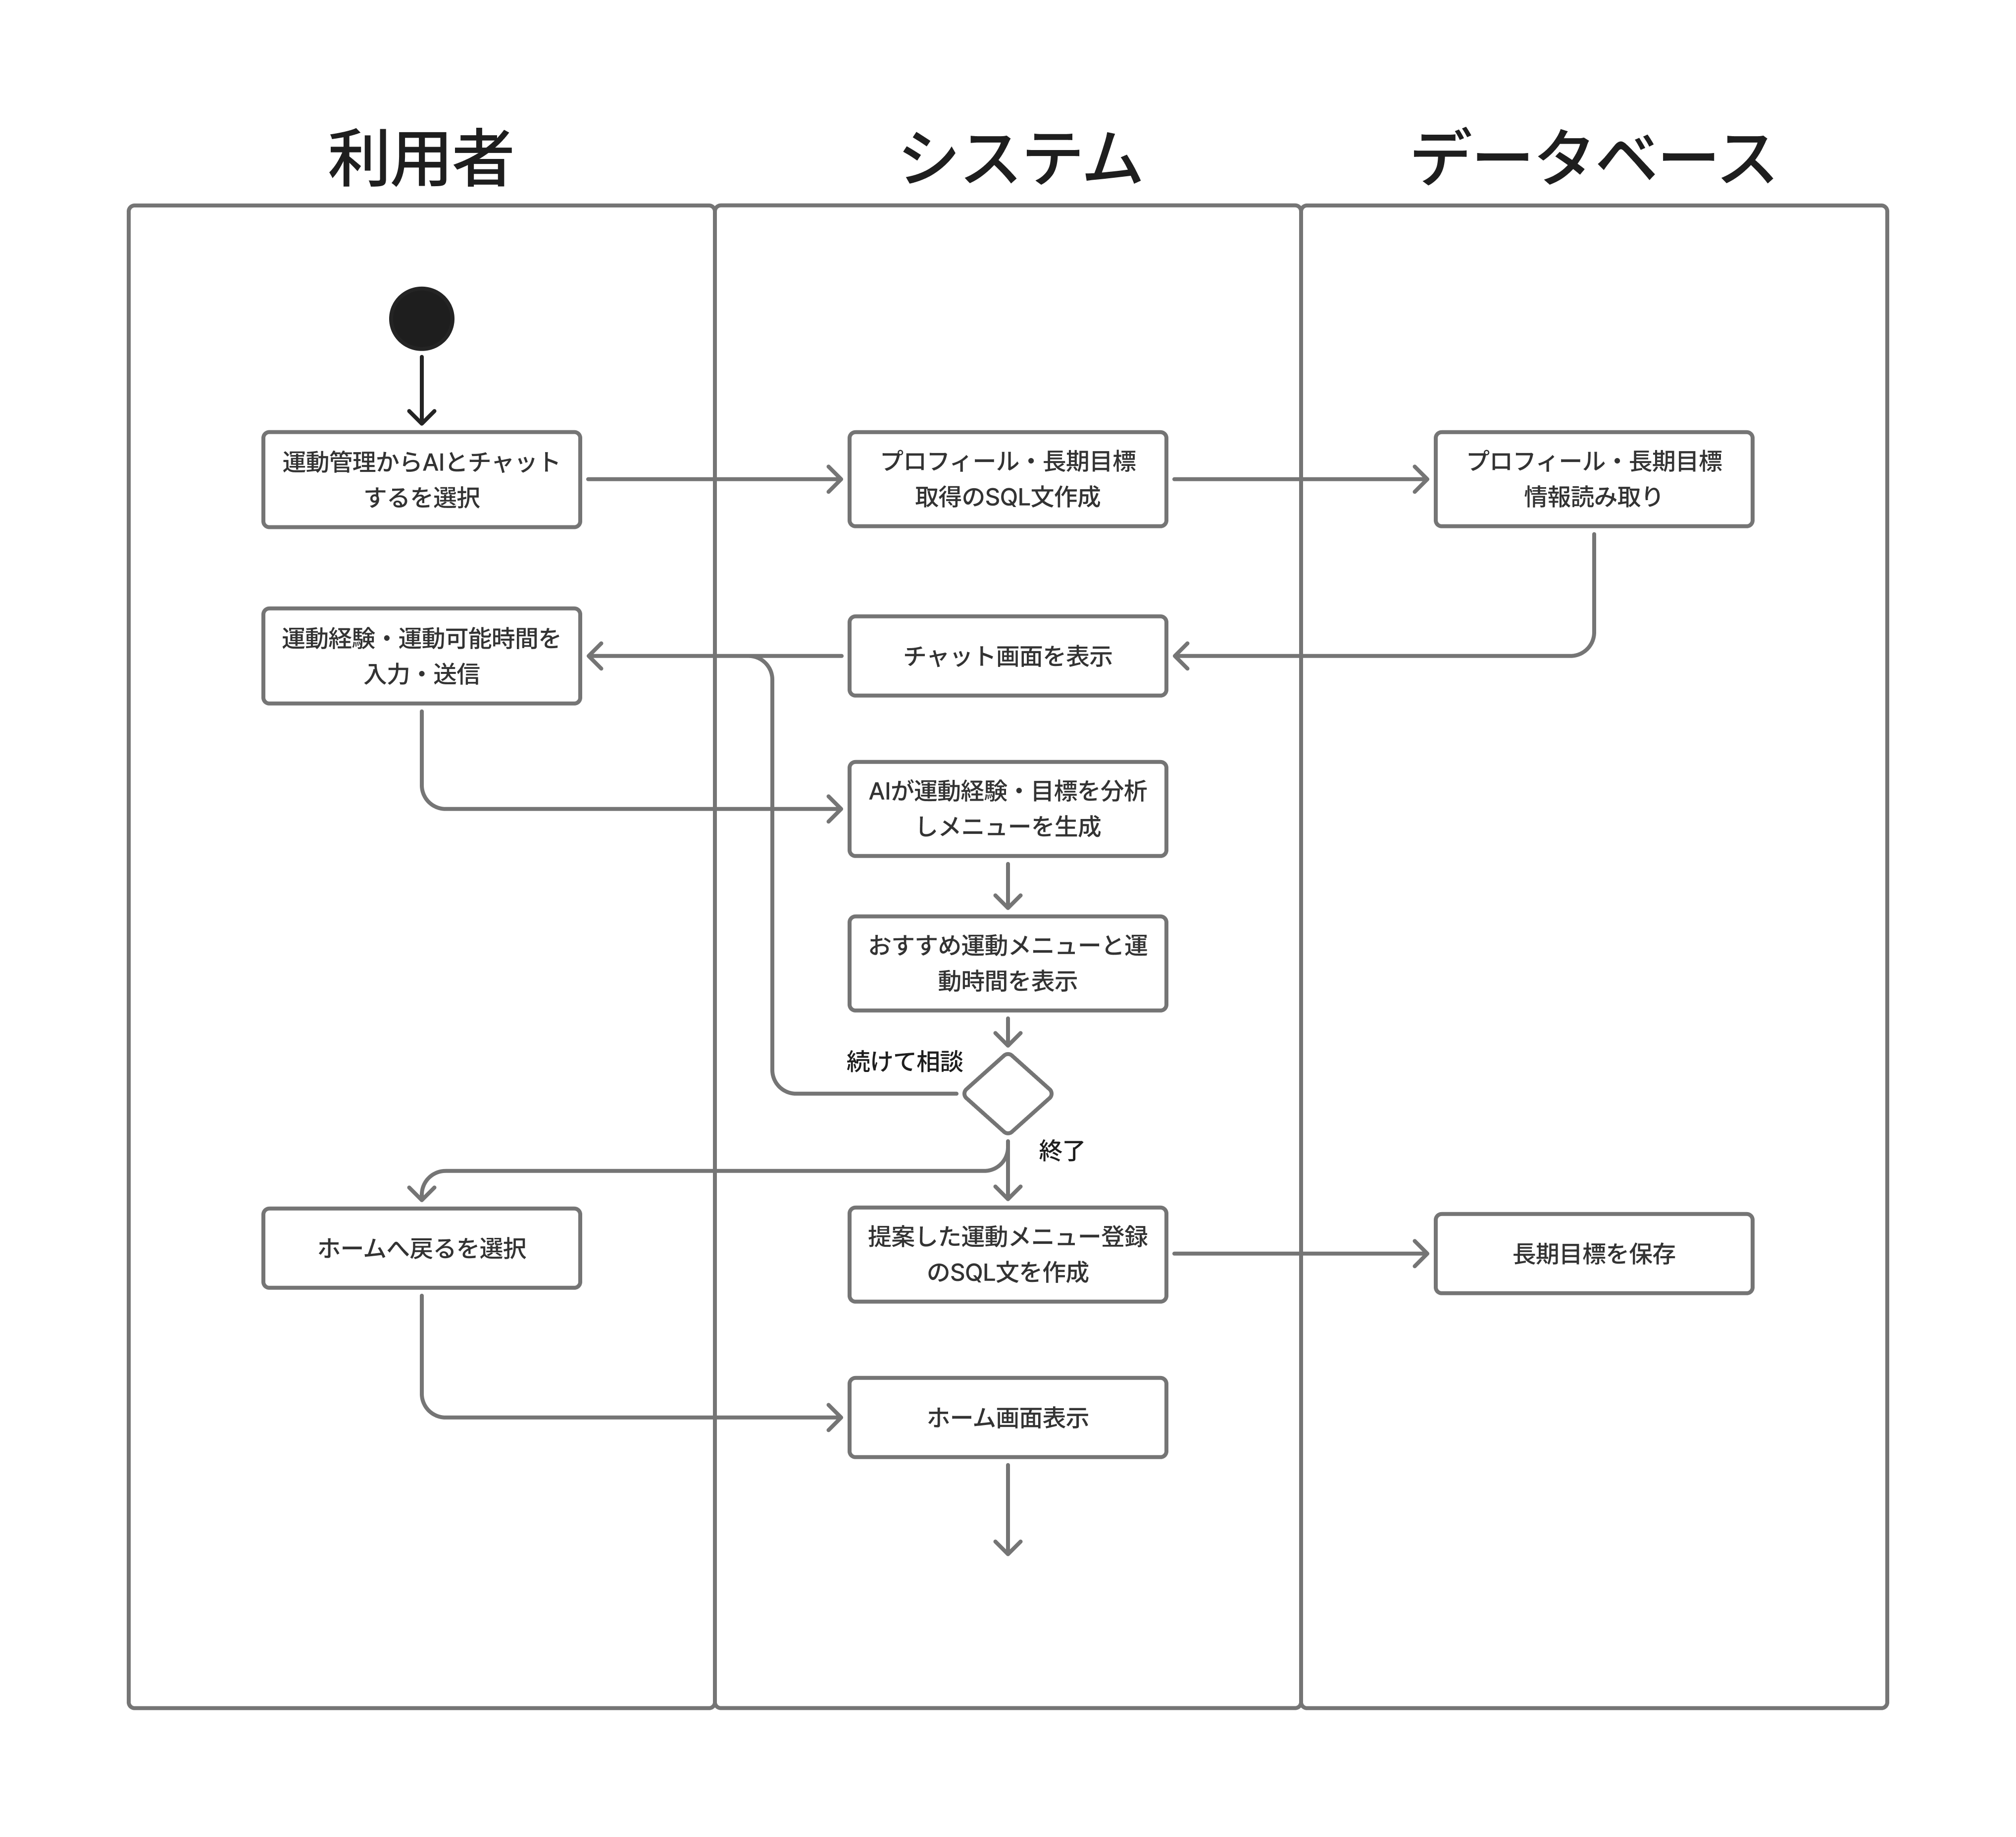 利用者
システム
データベース
運動管理からAIとチャット
するを選択
プロフィール・長期目標
取得のSQL文作成
プロフィール・長期目標
情報読み取り
運動経験・運動可能時間を
入力・送信
チャット画面を表示
AIが運動経験・目標を分析
しメニューを生成
おすすめ運動メニューと運
動時間を表示
続けて相談
終了
ホームへ戻るを選択
提案した運動メニュー登録
のSQL文を作成
長期目標を保存
ホーム画面表示